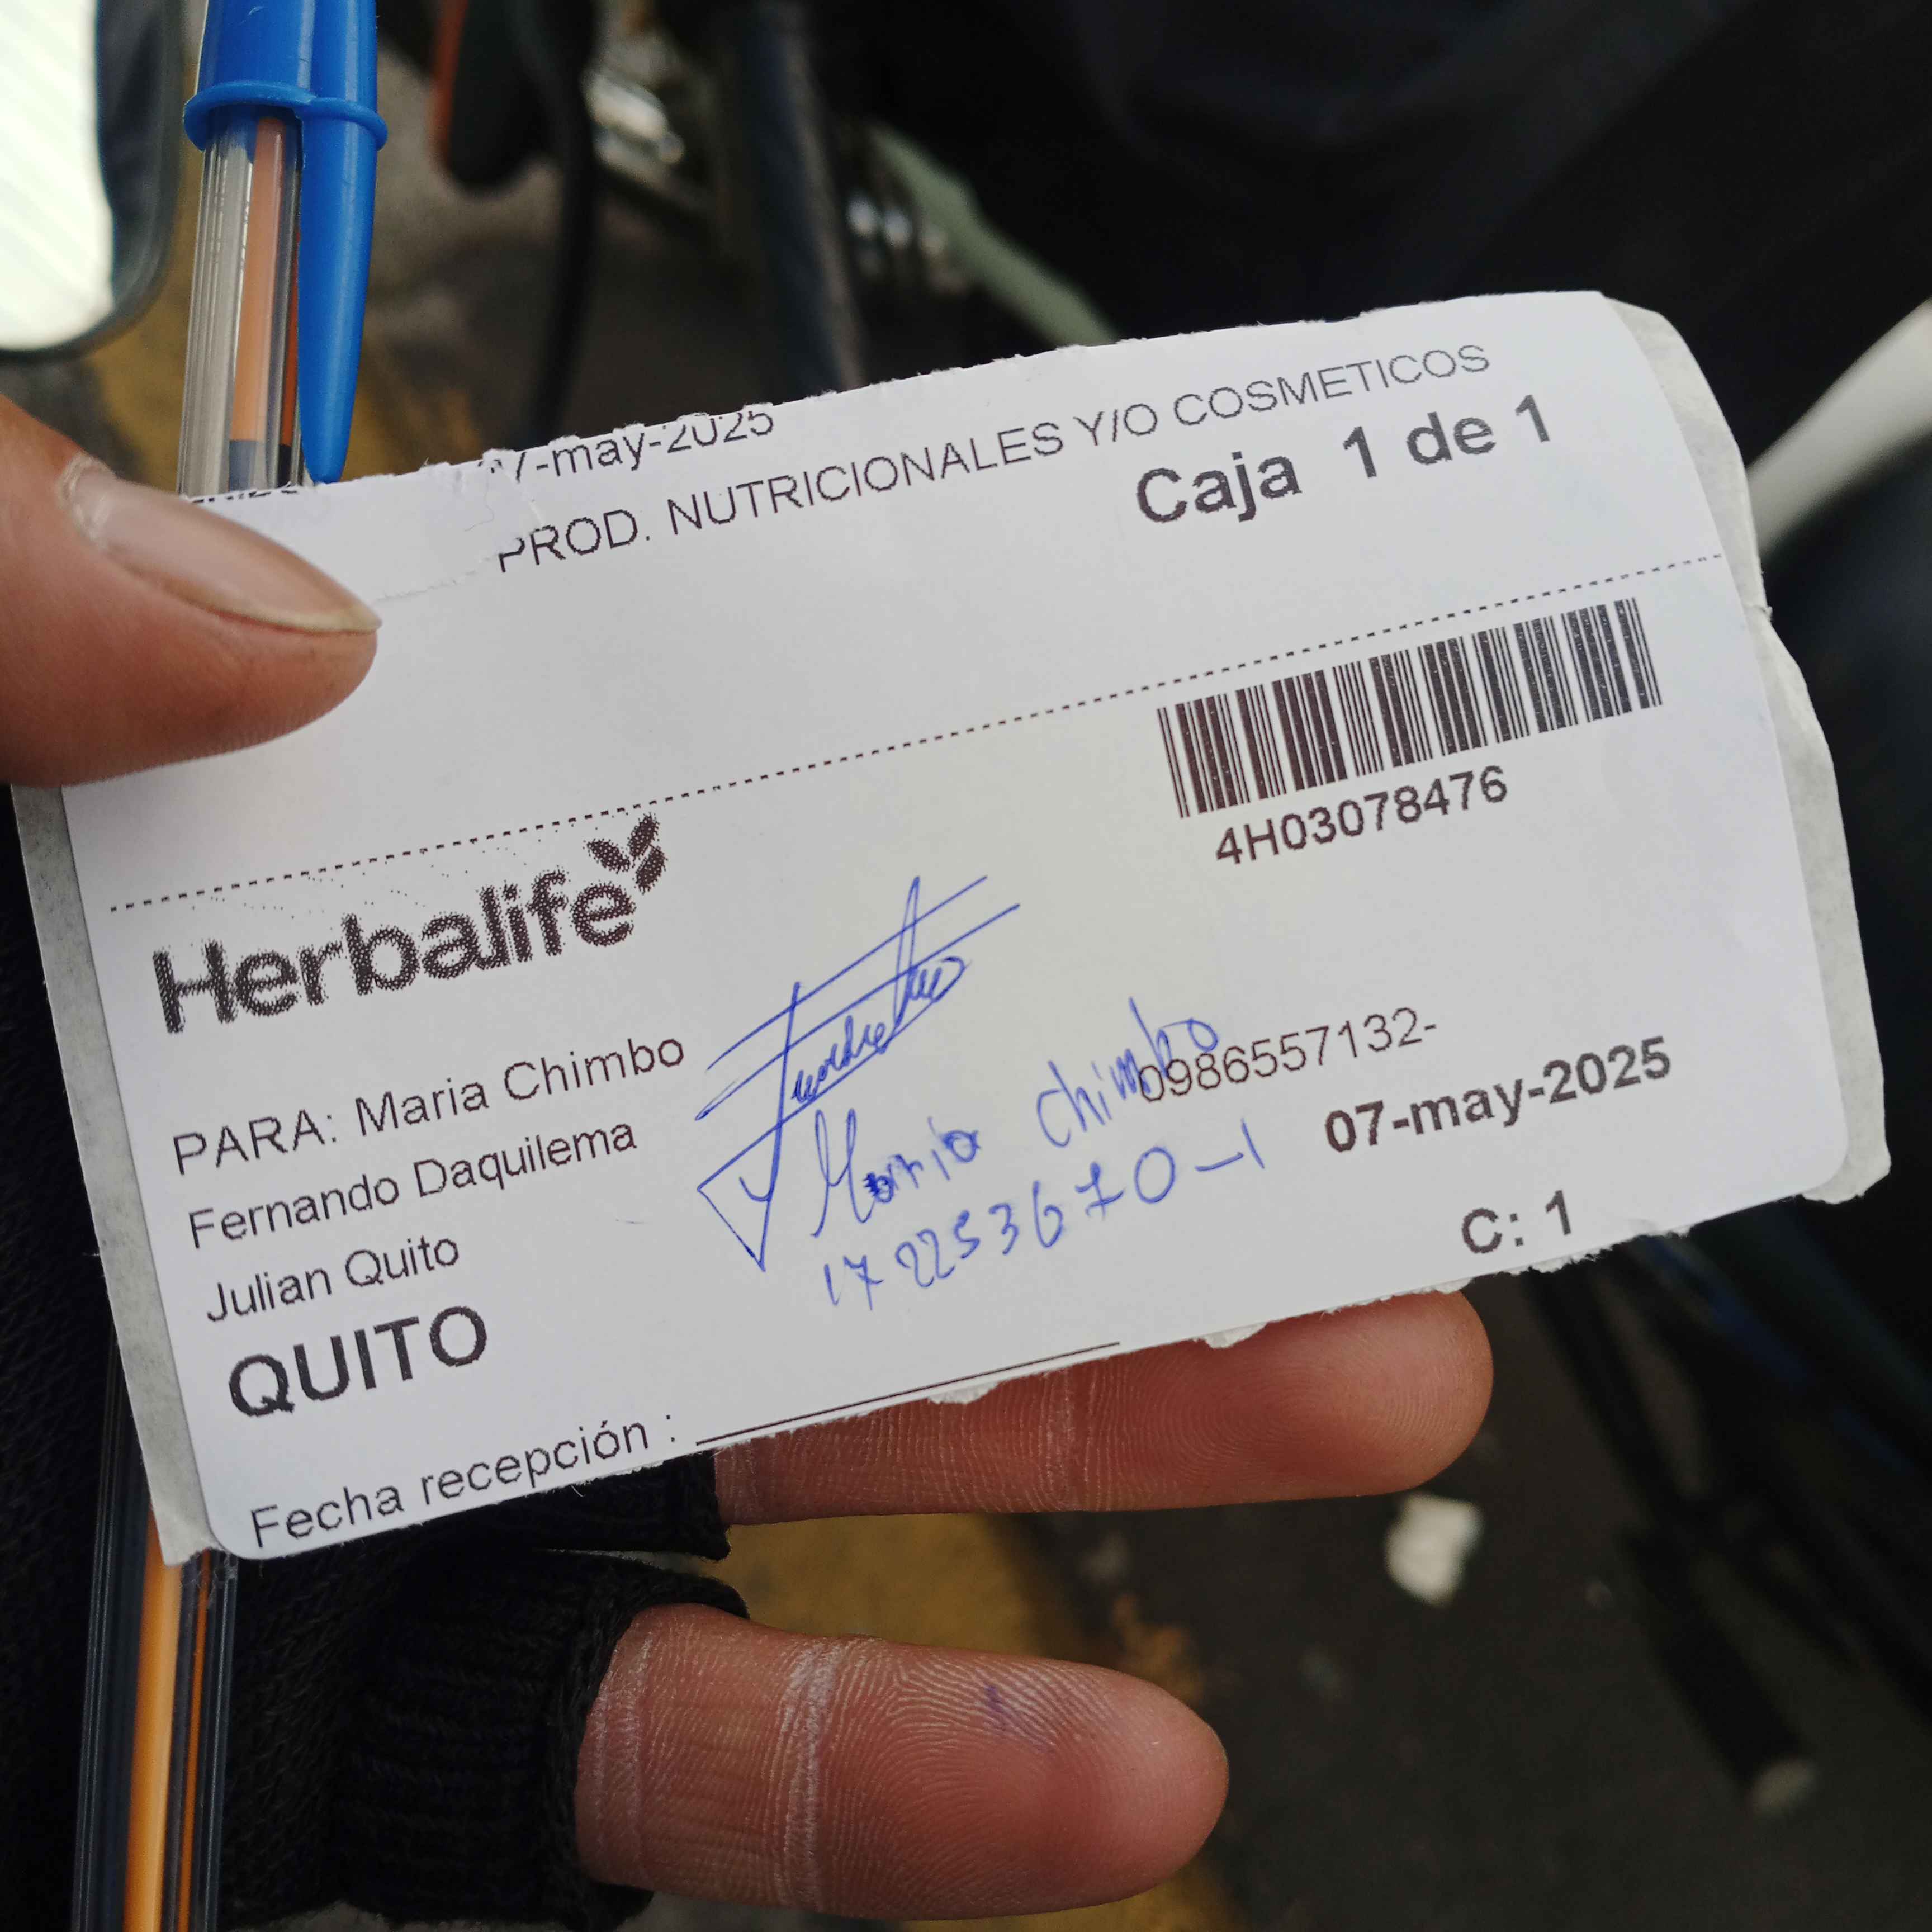 7-may-2025
PROD. NUTRICIONALES Y/O COSMETICOS
Caja 1 de 1
4H03078476
Herbalife
PARA: Maria Chimbo
0986557132-
Fernando Daquilema
07-may-2025
Julian Quito
Maria Chimbo
172253670-1
QUITO
C: 1
Fecha recepción :